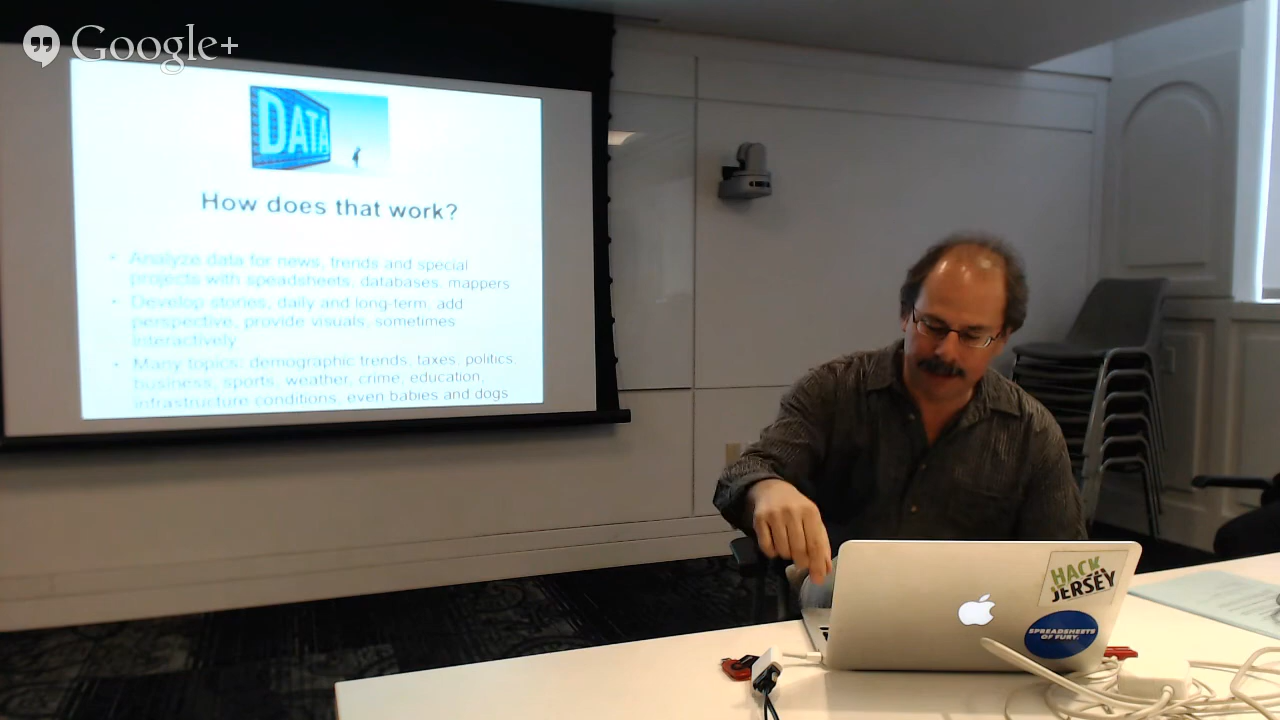 Google+
DATA
How does that work?
• Analyze data for news, trends and special
projects with speadsheets, databases, mappers
• Develop stories, daily and long-term, add
perspective, provide visuals, sometimes
interactively
• Many topics: demographic trends, taxes, politics,
business, sports, weather, crime, education,
infrastructure conditions, even babies and dogs
HACK
JERSEY
SPREADSHEETS
OF FURY.